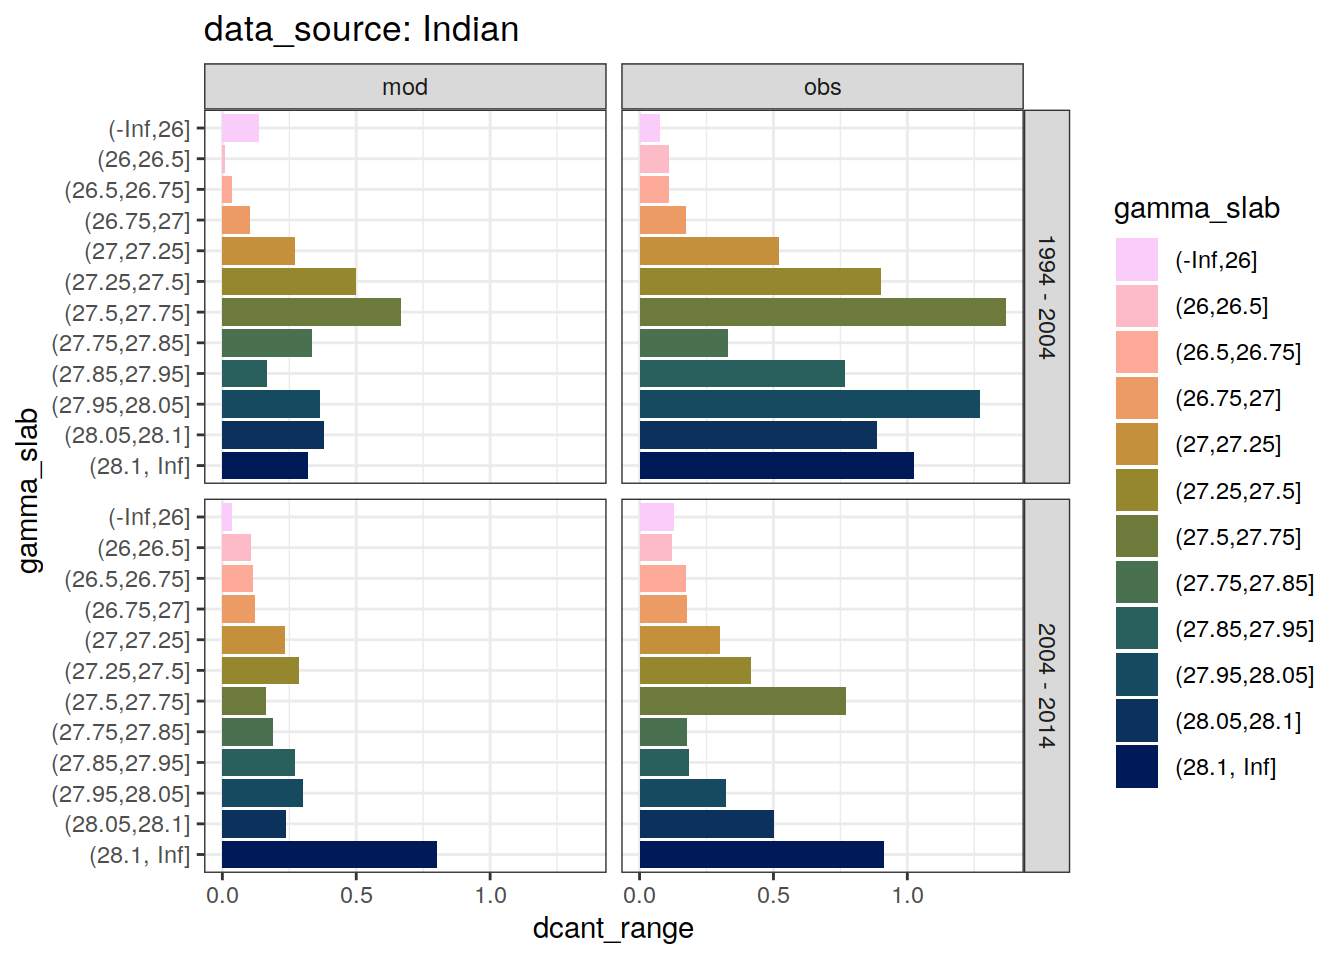 data_source: Indian
mod
obs
gamma_slab
(-Inf,26]
(26,26.5]
(26.5,26.75]
(26.75,27]
(27,27.25]
(27.25,27.5]
(27.5,27.75]
(27.75,27.85]
(27.85,27.95]
(27.95,28.05]
(28.05,28.1]
(28.1, Inf]
1994 - 2004
(-Inf,26]
(26,26.5]
(26.5,26.75]
(26.75,27]
(27,27.25]
(27.25,27.5]
(27.5,27.75]
(27.75,27.85]
(27.85,27.95]
(27.95,28.05]
(28.05,28.1]
(28.1, Inf]
2004 - 2014
0.0 0.5 1.0
0.0 0.5 1.0
dcant_range
gamma_slab
(-Inf,26]
(26,26.5]
(26.5,26.75]
(26.75,27]
(27,27.25]
(27.25,27.5]
(27.5,27.75]
(27.75,27.85]
(27.85,27.95]
(27.95,28.05]
(28.05,28.1]
(28.1, Inf]